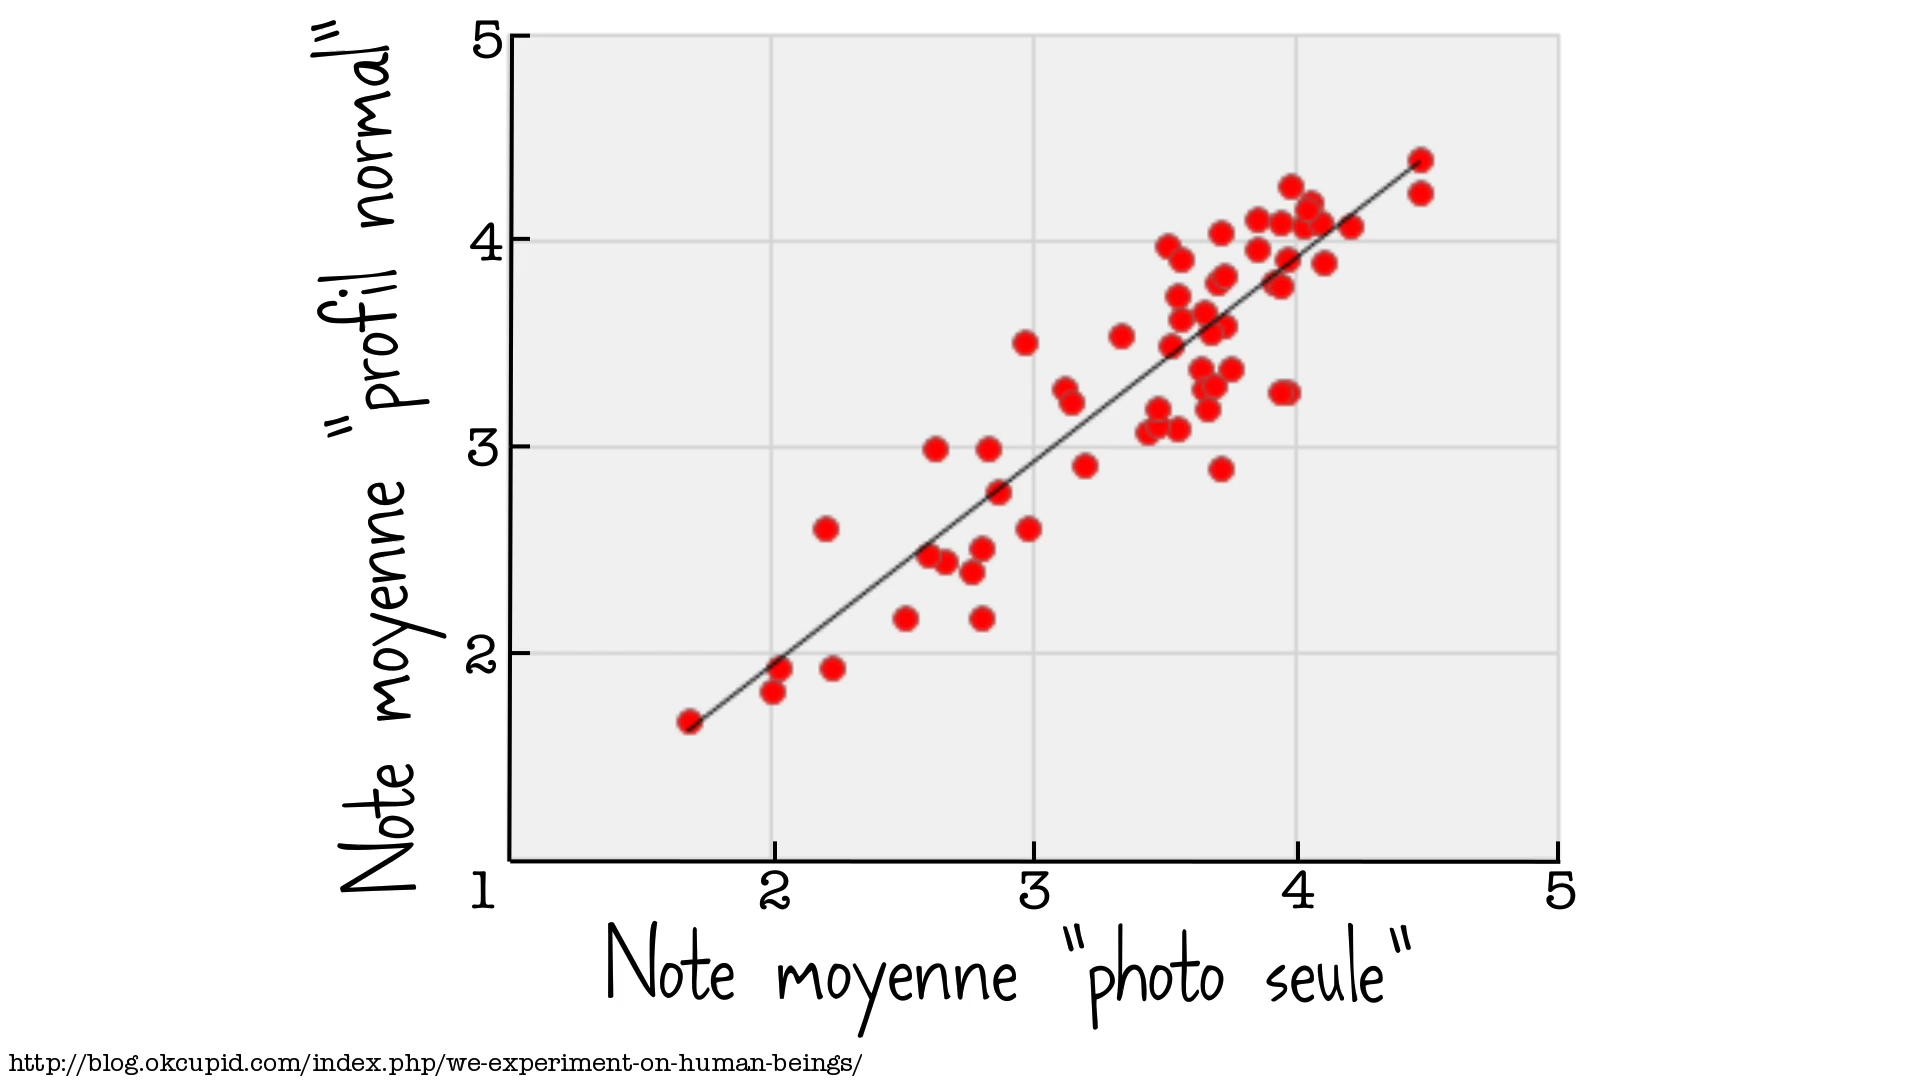 Note moyenne "profil normal"
5
4
3
2
1 2 3 4 5
Note moyenne "photo seule"
http://blog.okcupid.com/index.php/we-experiment-on-human-beings/